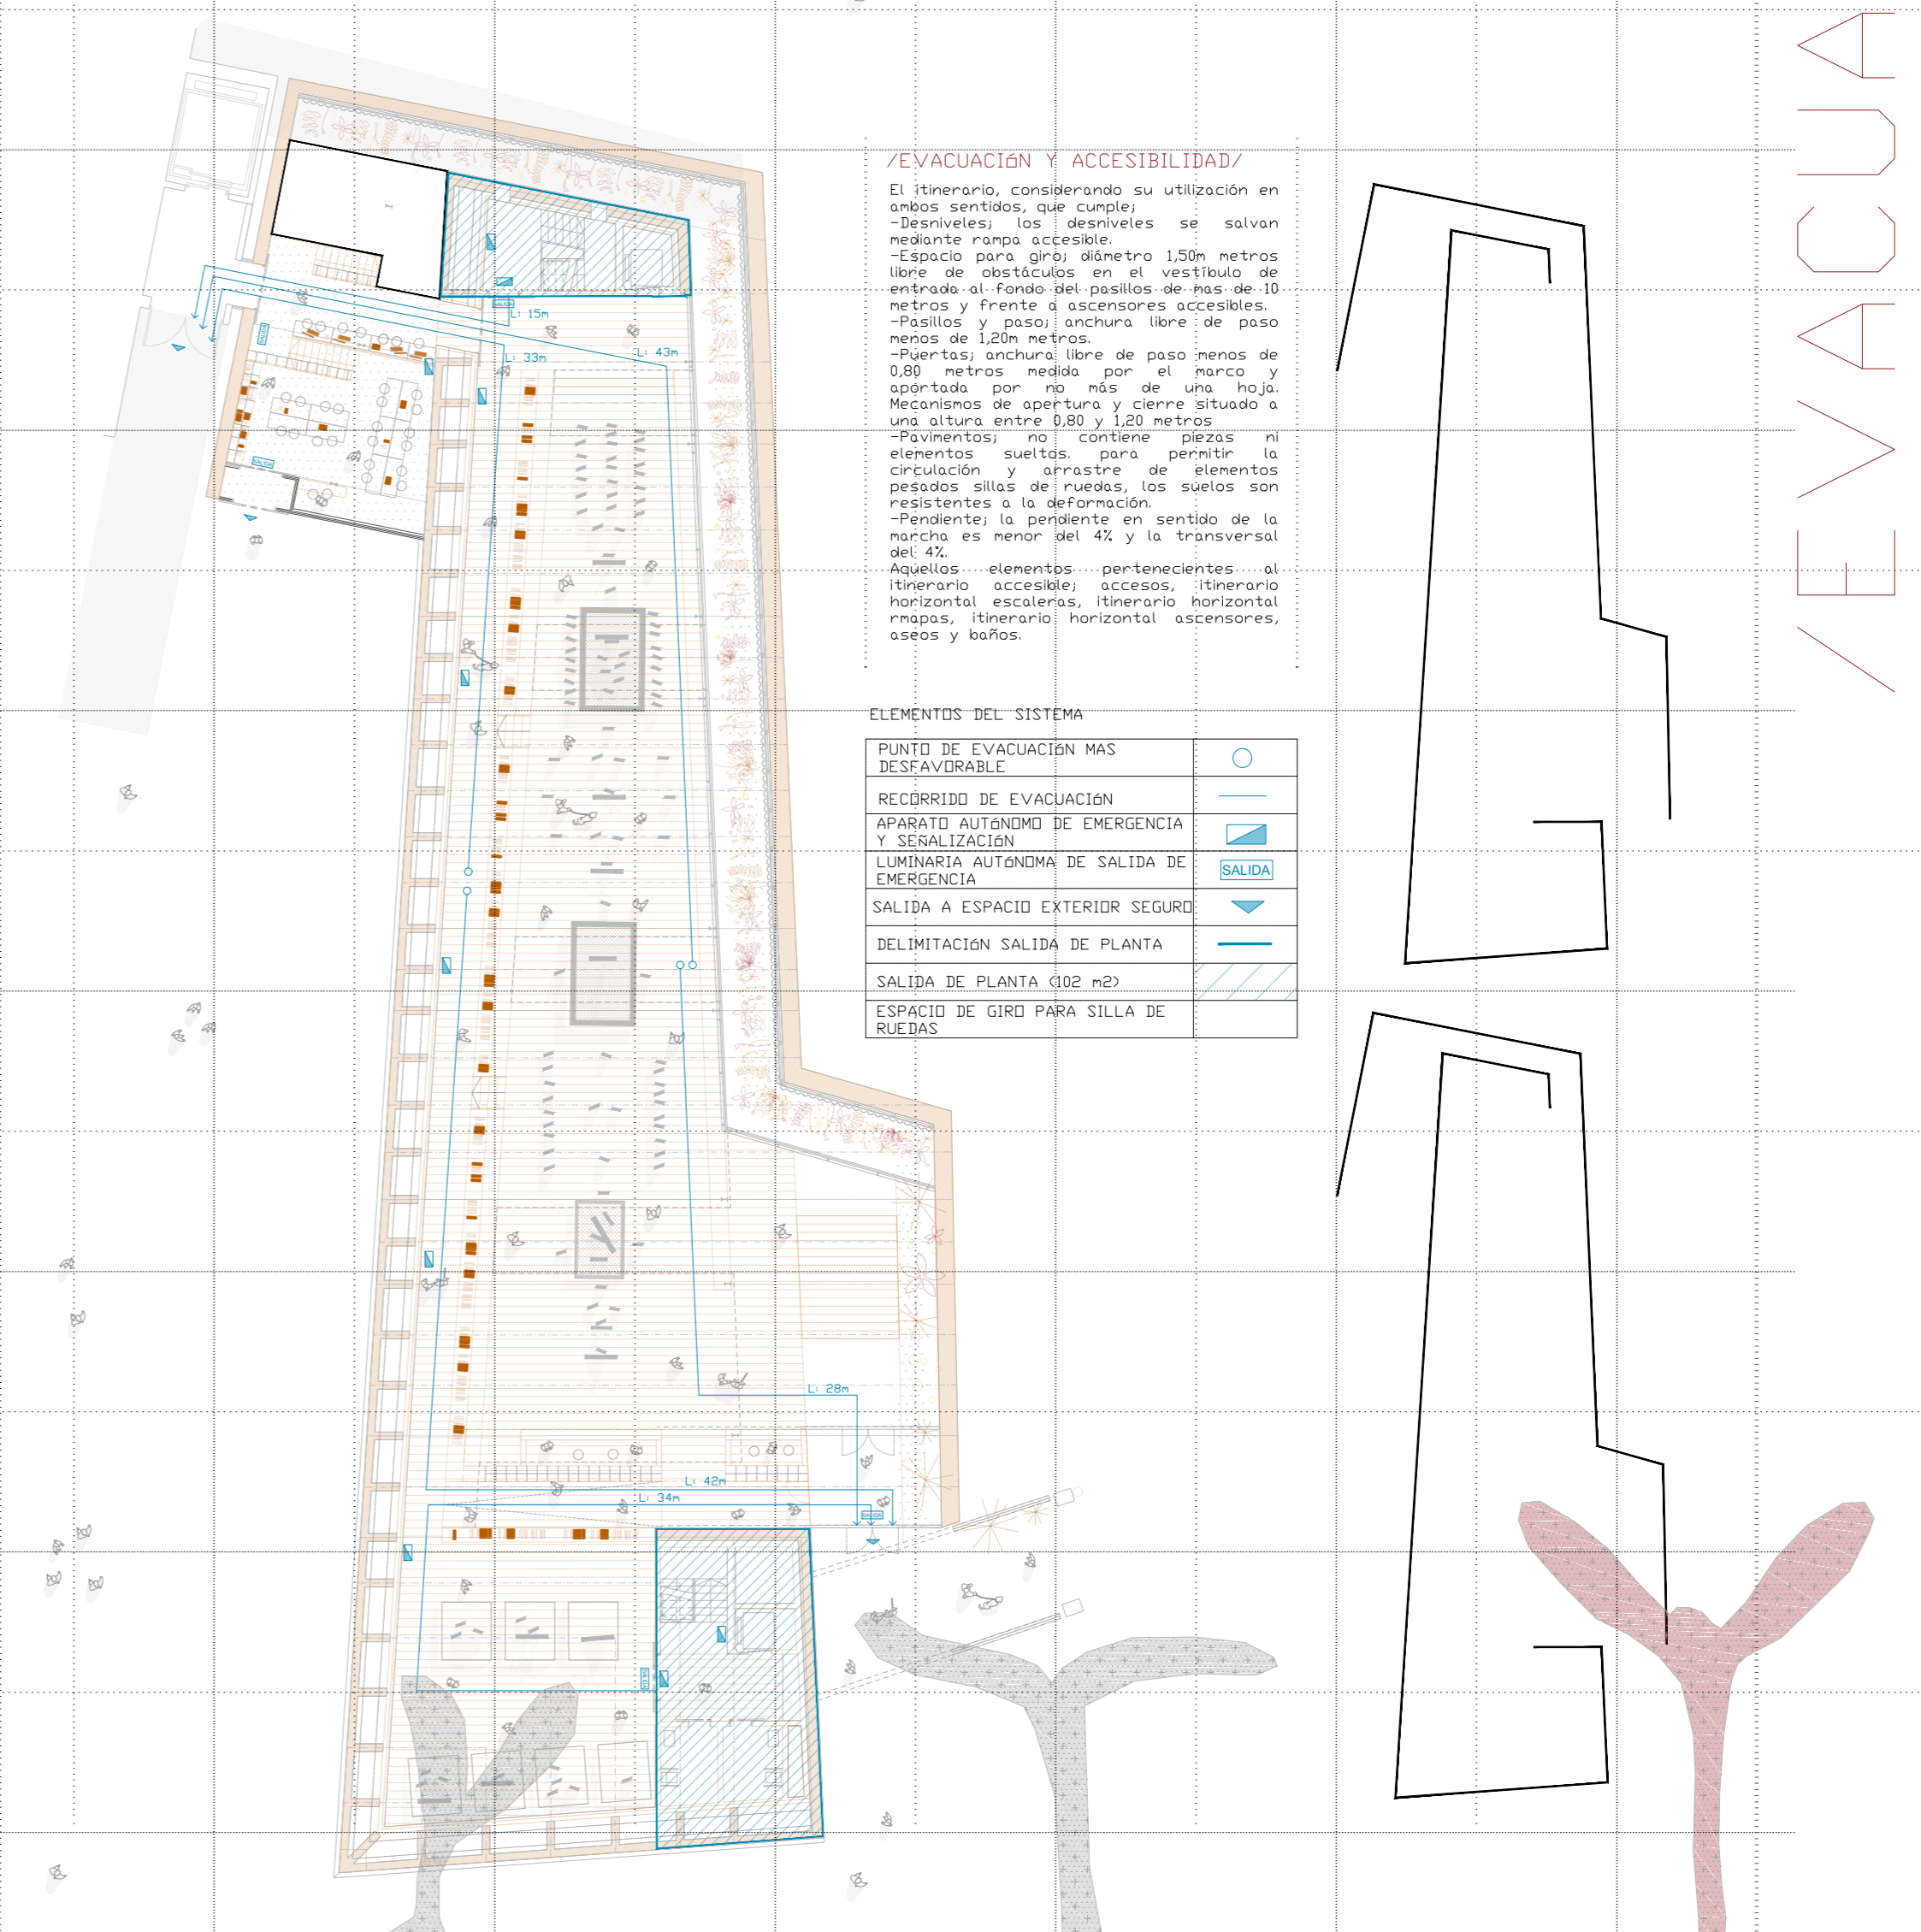 /EVACUACIÓN Y ACCESIBILIDAD/
El itinerario, considerando su utilización en
ambos sentidos, que cumple;
-Desniveles; los desniveles se salvan
mediante rampa accesible.
-Espacio para giro; diámetro 1,50m metros
libre de obstáculos en el vestíbulo de
entrada al fondo del pasillos de mas de 10
metros y frente a ascensores accesibles.
-Pasillos y paso; anchura libre de paso
menos de 1,20m metros.
-Puertas; anchura libre de paso menos de
0,80 metros medida por el marco y
aportada por no más de una hoja.
Mecanismos de apertura y cierre situado a
una altura entre 0,80 y 1,20 metros
-Pavimentos; no contiene piezas ni
elementos sueltos. para permitir la
circulación y arrastre de elementos
pesados sillas de ruedas, los suelos son
resistentes a la deformación.
-Pendiente; la pendiente en sentido de la
marcha es menor del 4% y la transversal
del 4%.
Aquellos elementos pertenecientes al
itinerario accesible; accesos, itinerario
horizontal escaleras, itinerario horizontal
rmapas, itinerario horizontal ascensores,
aseos y baños.
ELEMENTOS DEL SISTEMA
PUNTO DE EVACUACIÓN MAS
DESFAVORABLE
RECORRIDO DE EVACUACIÓN
APARATO AUTÓNOMO DE EMERGENCIA
Y SEÑALIZACIÓN
LUMINARIA AUTÓNOMA DE SALIDA DE
EMERGENCIA
SALIDA
SALIDA A ESPACIO EXTERIOR SEGURO
DELIMITACIÓN SALIDA DE PLANTA
SALIDA DE PLANTA (102 m2)
ESPACIO DE GIRO PARA SILLA DE
RUEDAS
/EVACUA
SALIDA
L: 15m
L: 33m
L: 43m
SALIDA
SALIDA
L: 28m
L: 42m
L: 34m
SALIDA
SALIDA